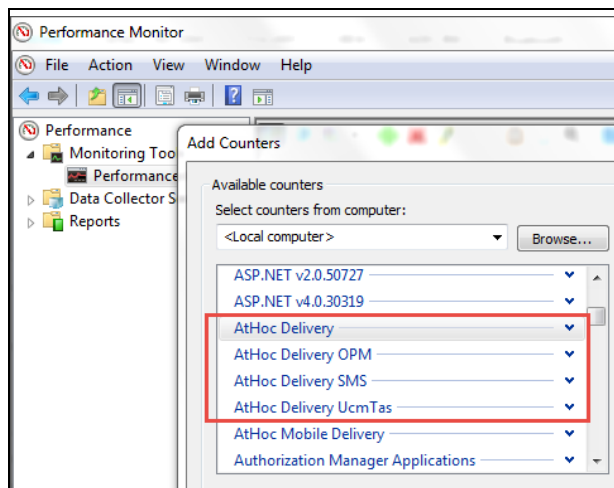 Performance Monitor
File Action View Window Help
Performance
Monitoring Too
Performance
Data Collector S
Reports
Add Counters
Available counters
Select counters from computer:
<Local computer>
Browse...
ASP.NET v2.0.50727
ASP.NET v4.0.30319
AtHoc Delivery
AtHoc Delivery OPM
AtHoc Delivery SMS
AtHoc Delivery UcmTas
AtHoc Mobile Delivery
Authorization Manager Applications